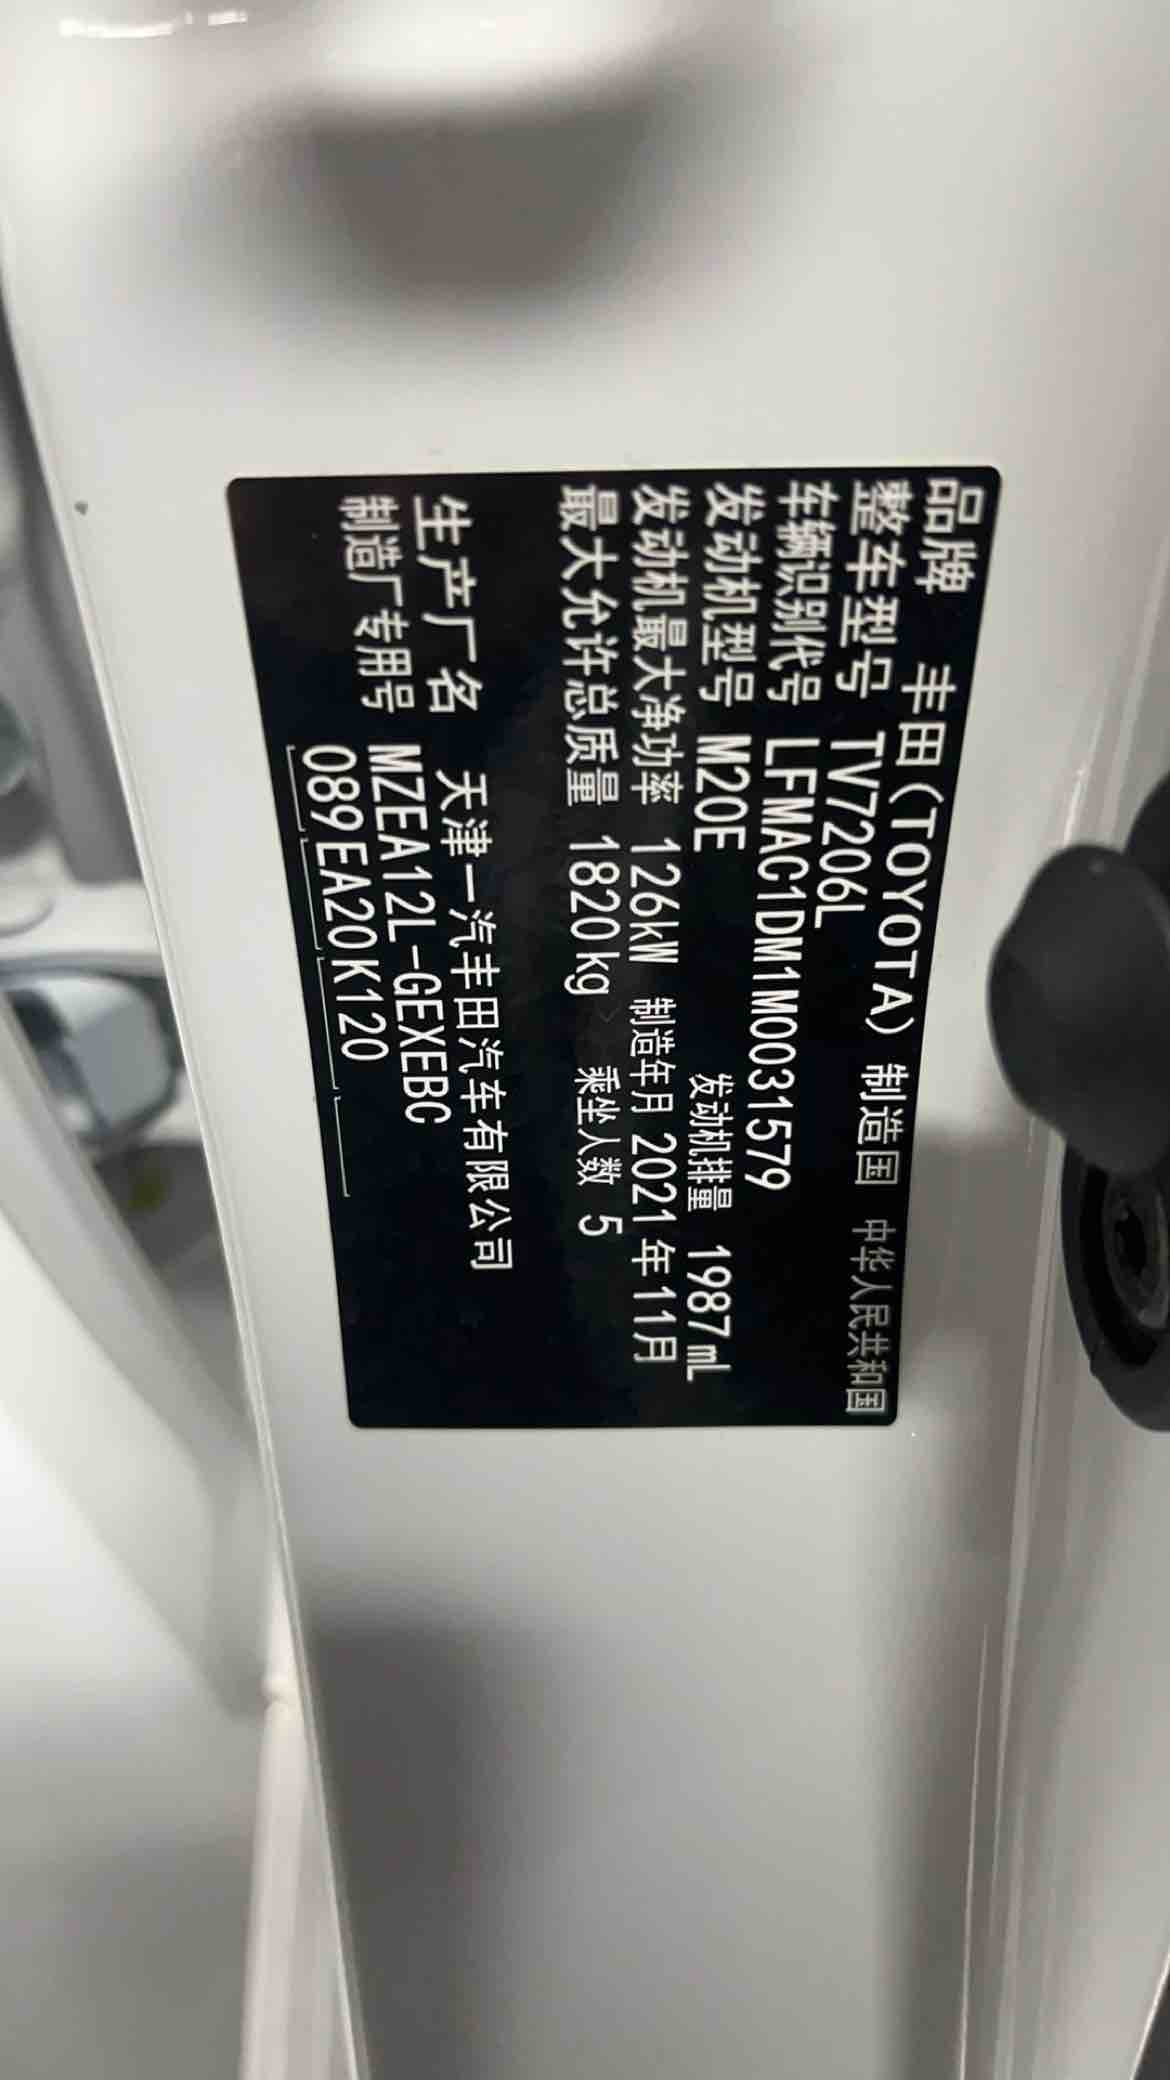 品牌 丰田(TOYOTA) 制造国 中华人民共和国
整车型号 TV7206L
车辆识别代号 LFMAC1DM1M0031579
发动机型号 M20E 发动机排量 1987mL
发动机最大净功率 126kW 制造年月 2021年11月
最大允许总质量 1820kg 乘坐人数 5
生产厂名 天津一汽丰田汽车有限公司
制造厂专用号 MZEA12L-GEXEBC
089EA20K120